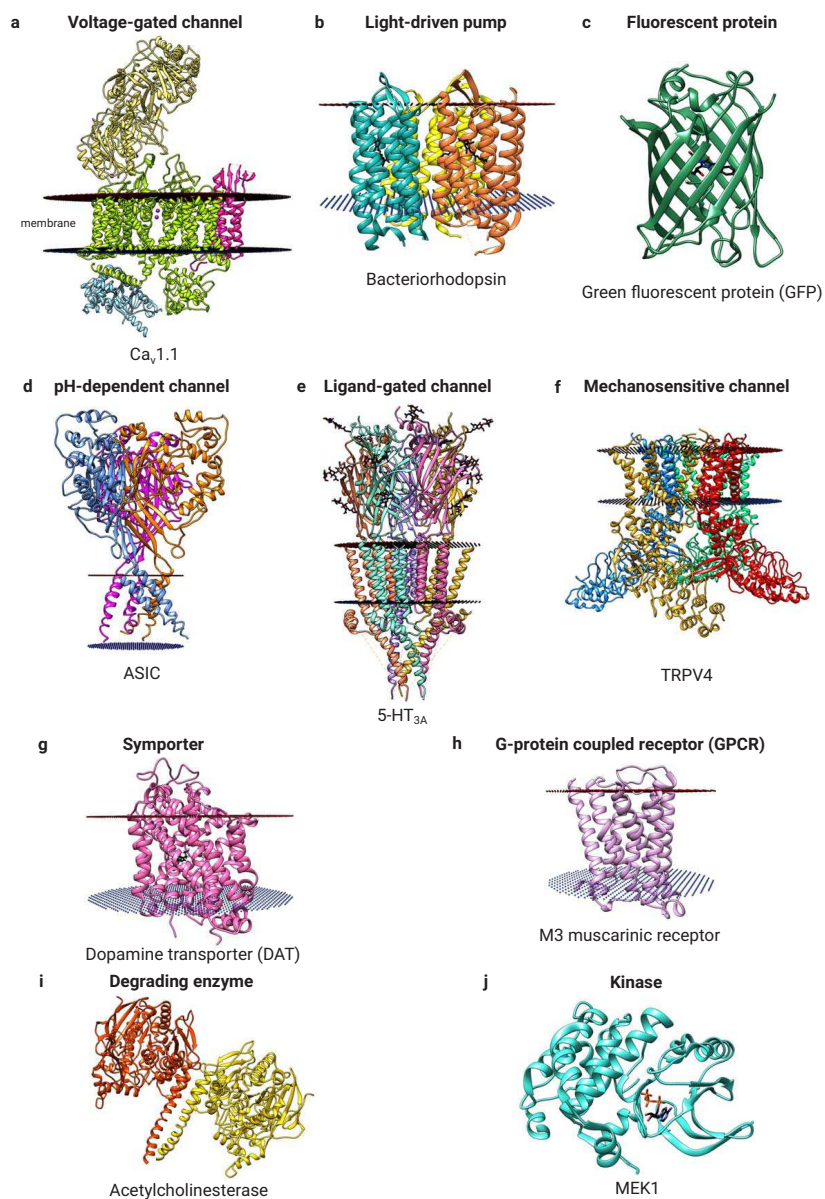 a Voltage-gated channel
membrane
Ca_v1.1
b Light-driven pump
Bacteriorhodopsin
c Fluorescent protein
Green fluorescent protein (GFP)
d pH-dependent channel
ASIC
e Ligand-gated channel
5-HT_3A
f Mechanosensitive channel
TRPV4
g Symporter
Dopamine transporter (DAT)
h G-protein coupled receptor (GPCR)
M3 muscarinic receptor
i Degrading enzyme
Acetylcholinesterase
j Kinase
MEK1